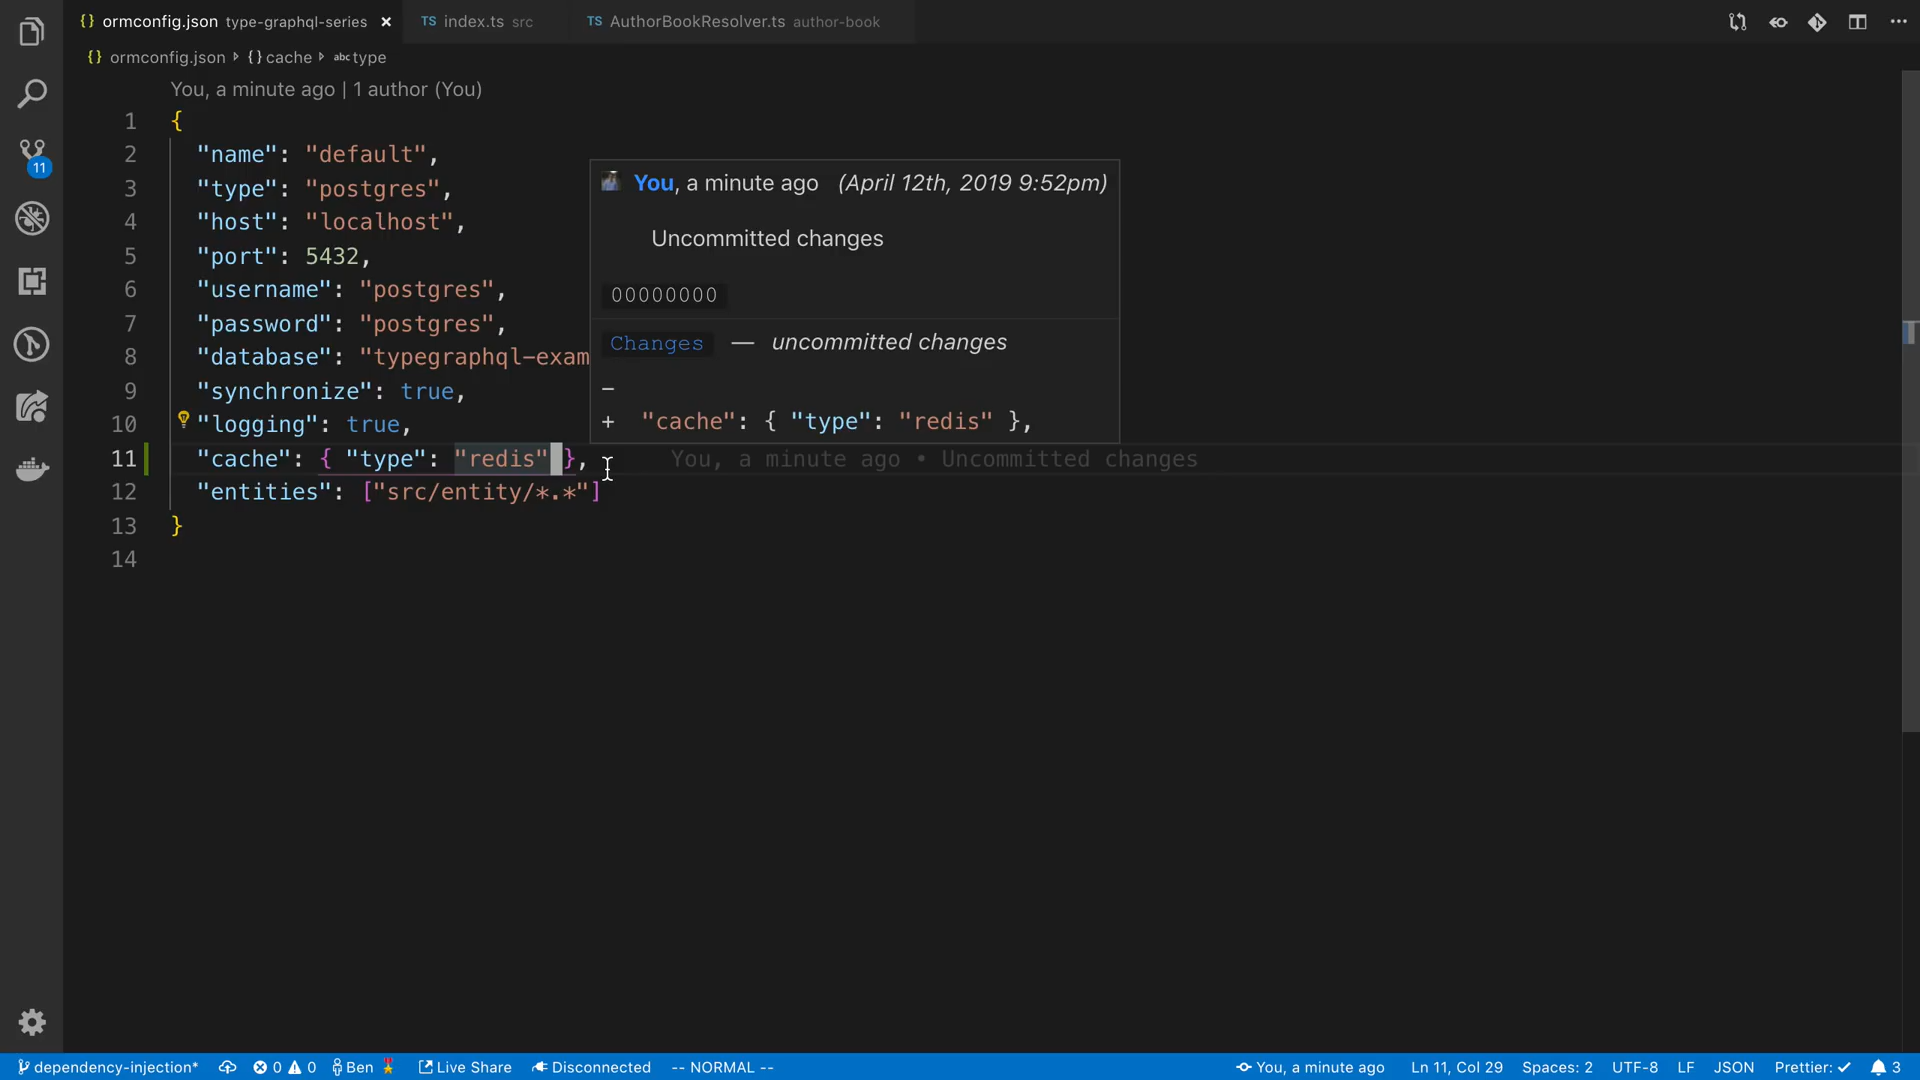 {} ormconfig.json type-graphql-series × TS index.ts src TS AuthorBookResolver.ts author-book
{} ormconfig.json {} cache abc type
You, a minute ago | 1 author (You)
1 {
2 "name": "default",
3 "type": "postgres",
4 "host": "localhost",
5 "port": 5432,
6 "username": "postgres",
7 "password": "postgres",
8 "database": "typegraphql-exam
9 "synchronize": true,
10 "logging": true,
11 "cache": { "type": "redis" }, You, a minute ago • Uncommitted changes
12 "entities": ["src/entity/*.*"]
13 }
14
You, a minute ago (April 12th, 2019 9:52pm)
Uncommitted changes
00000000
Changes — uncommitted changes
–
+ "cache": { "type": "redis" },
11
dependency-injection* 0 0 Ben Live Share Disconnected -- NORMAL -- You, a minute ago Ln 11, Col 29 Spaces: 2 UTF-8 LF JSON Prettier: ✓ 3